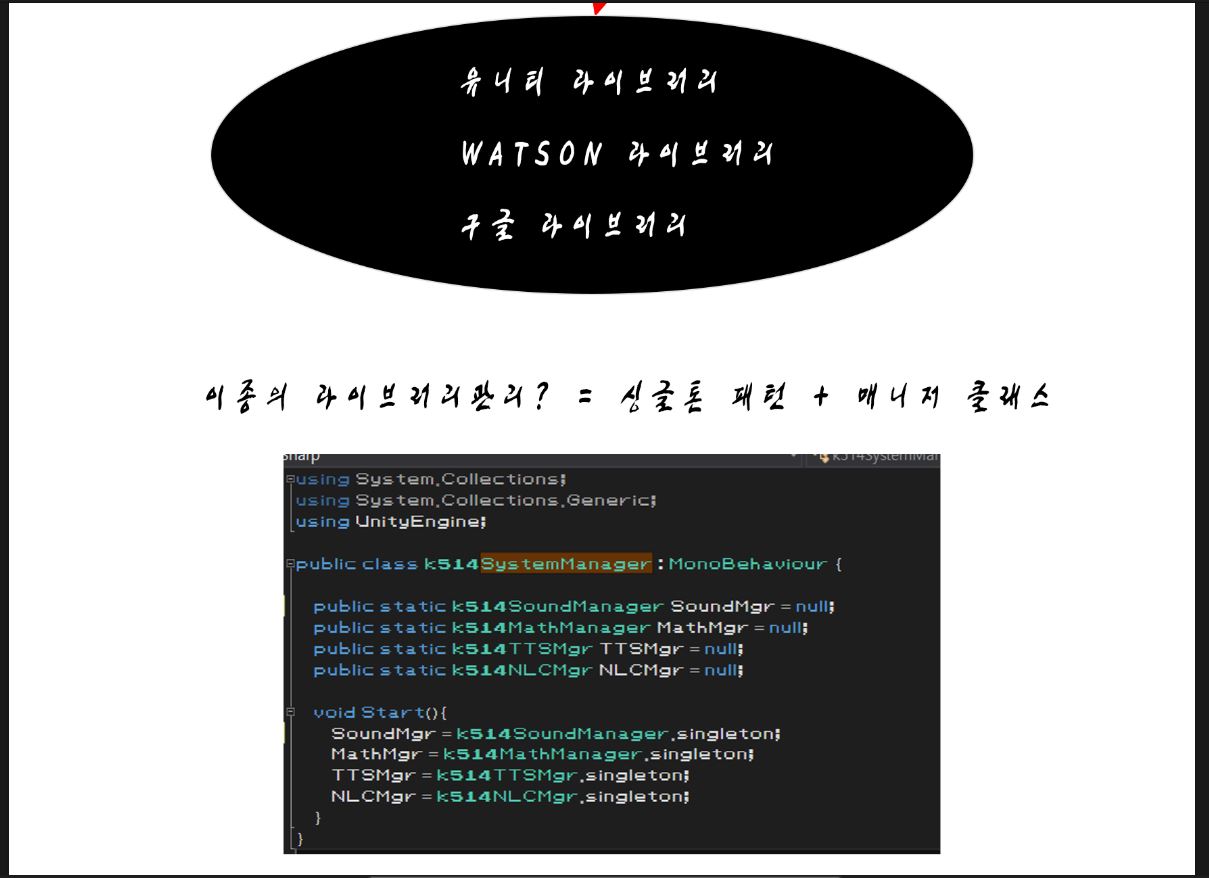 유니티 라이브러리
WATSON 라이브러리
구글 라이브러리
이종의 라이브러리관리? = 싱글톤 패턴 + 매니저 클래스
using System.Collections;
using System.Collections.Generic;
using UnityEngine;
public class k514SystemManager : MonoBehaviour {
public static k514SoundManager SoundMgr = null;
public static k514MathManager MathMgr = null;
public static k514TTSMgr TTSMgr = null;
public static k514NLCMgr NLCMgr = null;
void Start(){
SoundMgr = k514SoundManager.singleton;
MathMgr = k514MathManager.singleton;
TTSMgr = k514TTSMgr.singleton;
NLCMgr = k514NLCMgr.singleton;
}
}